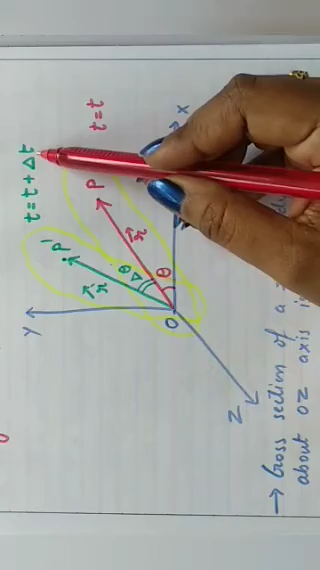 t = t + Δt
t = t
Y
P'
P
r⃗
r⃗
Δθ
θ
O
X
Z
→ Cross section of a
about OZ axis i